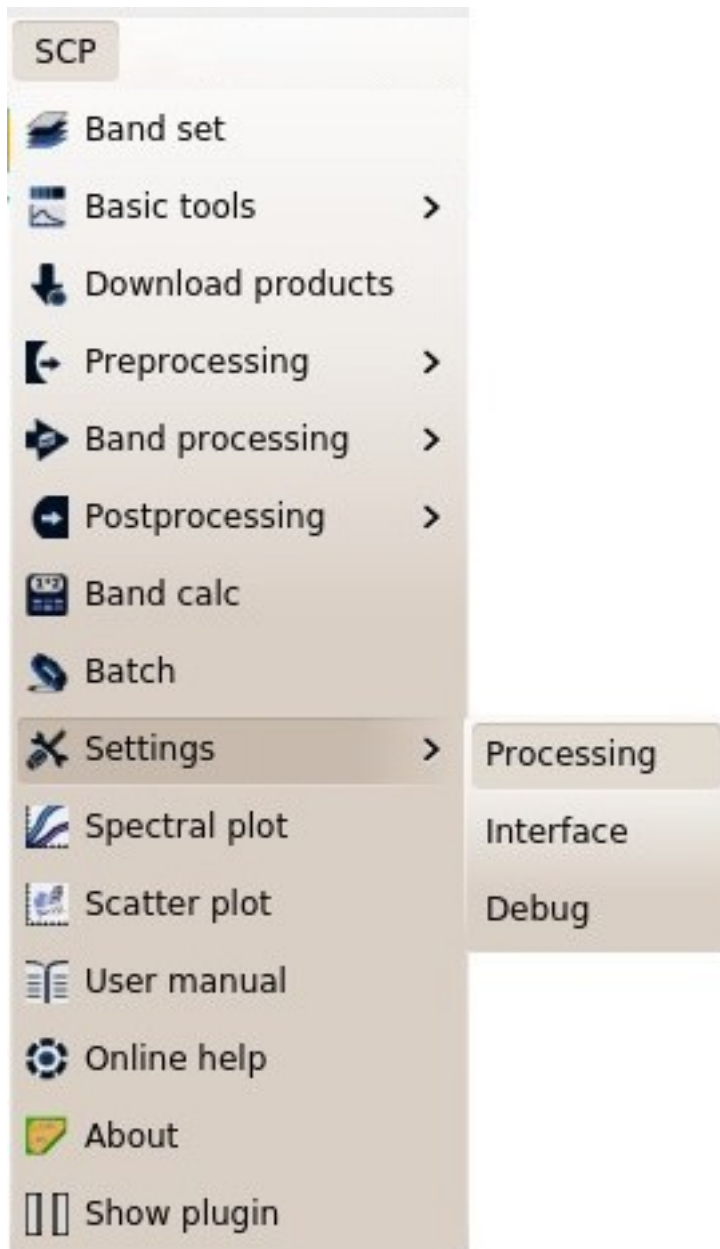 SCP
Band set
Basic tools
Download products
Preprocessing
Band processing
Postprocessing
Band calc
Batch
Settings
Processing
Interface
Debug
Spectral plot
Scatter plot
User manual
Online help
About
Show plugin